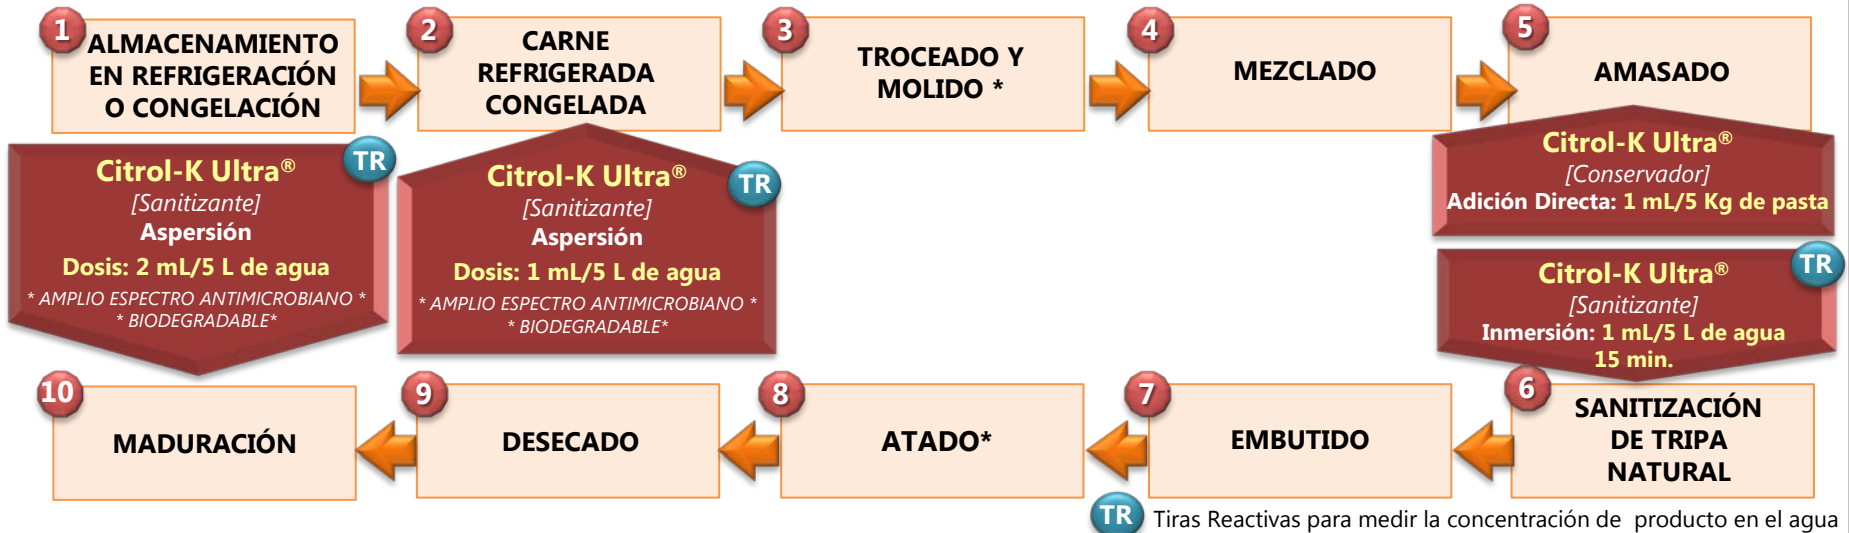 1
ALMACENAMIENTO
EN REFRIGERACIÓN
O CONGELACIÓN
2
CARNE
REFRIGERADA
CONGELADA
3
TROCEADO Y
MOLIDO *
4
MEZCLADO
5
AMASADO
Citrol-K Ultra®
[Sanitizante]
Aspersión
Dosis: 2 mL/5 L de agua
* AMPLIO ESPECTRO ANTIMICROBIANO *
* BIODEGRADABLE*
TR
Citrol-K Ultra®
[Sanitizante]
Aspersión
Dosis: 1 mL/5 L de agua
* AMPLIO ESPECTRO ANTIMICROBIANO *
* BIODEGRADABLE*
TR
Citrol-K Ultra®
[Conservador]
Adición Directa: 1 mL/5 Kg de pasta
Citrol-K Ultra®
[Sanitizante]
Inmersión: 1 mL/5 L de agua
15 min.
TR
10
MADURACIÓN
9
DESECADO
8
ATADO*
7
EMBUTIDO
6
SANITIZACIÓN
DE TRIPA
NATURAL
TR Tiras Reactivas para medir la concentración de producto en el agua